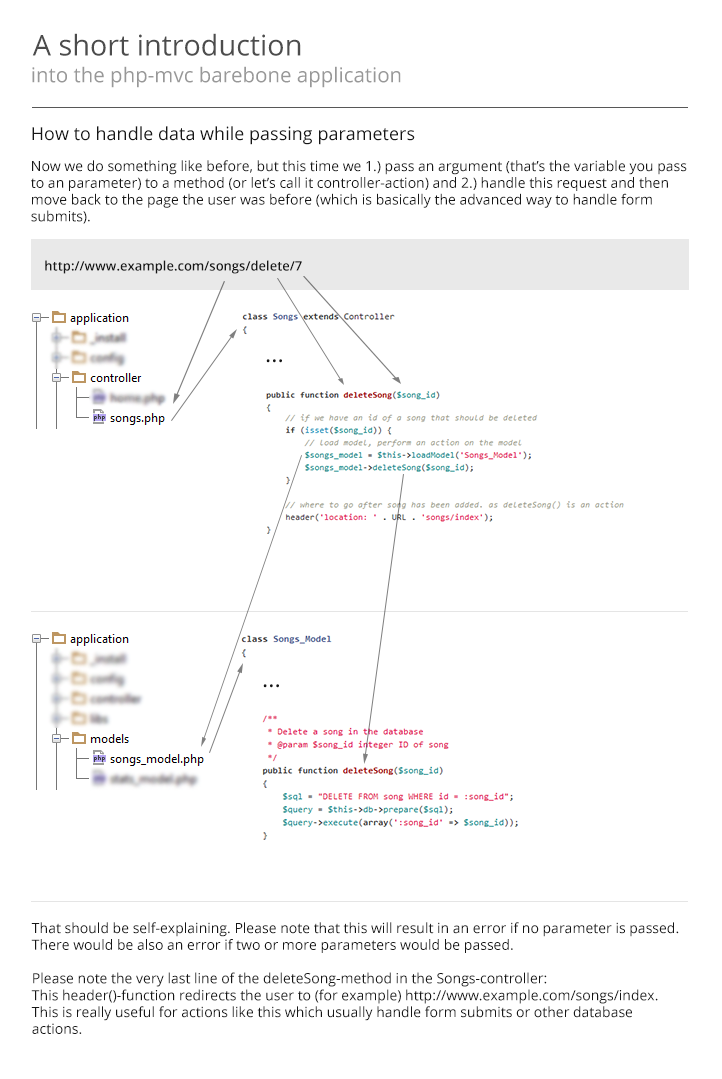 A short introduction
into the php-mvc barebone application
How to handle data while passing parameters
Now we do something like before, but this time we 1.) pass an argument (that's the variable you pass
to an parameter) to a method (or let's call it controller-action) and 2.) handle this request and then
move back to the page the user was before (which is basically the advanced way to handle form
submits).
http://www.example.com/songs/delete/7
application
_install
config
controller
home.php
php songs.php
class Songs extends Controller
{
...
public function deleteSong($song_id)
{
// if we have an id of a song that should be deleted
if (isset($song_id)) {
// load model, perform an action on the model
$songs_model = $this->loadModel('Songs_Model');
$songs_model->deleteSong($song_id);
}
// where to go after song has been added. as deleteSong() is an action
header('location: ' . URL . 'songs/index');
}
application
_install
config
controller
libs
models
php songs_model.php
stats_model.php
class Songs_Model
{
...
/**
* Delete a song in the database
* @param $song_id integer ID of song
*/
public function deleteSong($song_id)
{
$sql = "DELETE FROM song WHERE id = :song_id";
$query = $this->db->prepare($sql);
$query->execute(array(':song_id' => $song_id));
}
That should be self-explaining. Please note that this will result in an error if no parameter is passed.
There would be also an error if two or more parameters would be passed.
Please note the very last line of the deleteSong-method in the Songs-controller:
This header()-function redirects the user to (for example) http://www.example.com/songs/index.
This is really useful for actions like this which usually handle form submits or other database
actions.